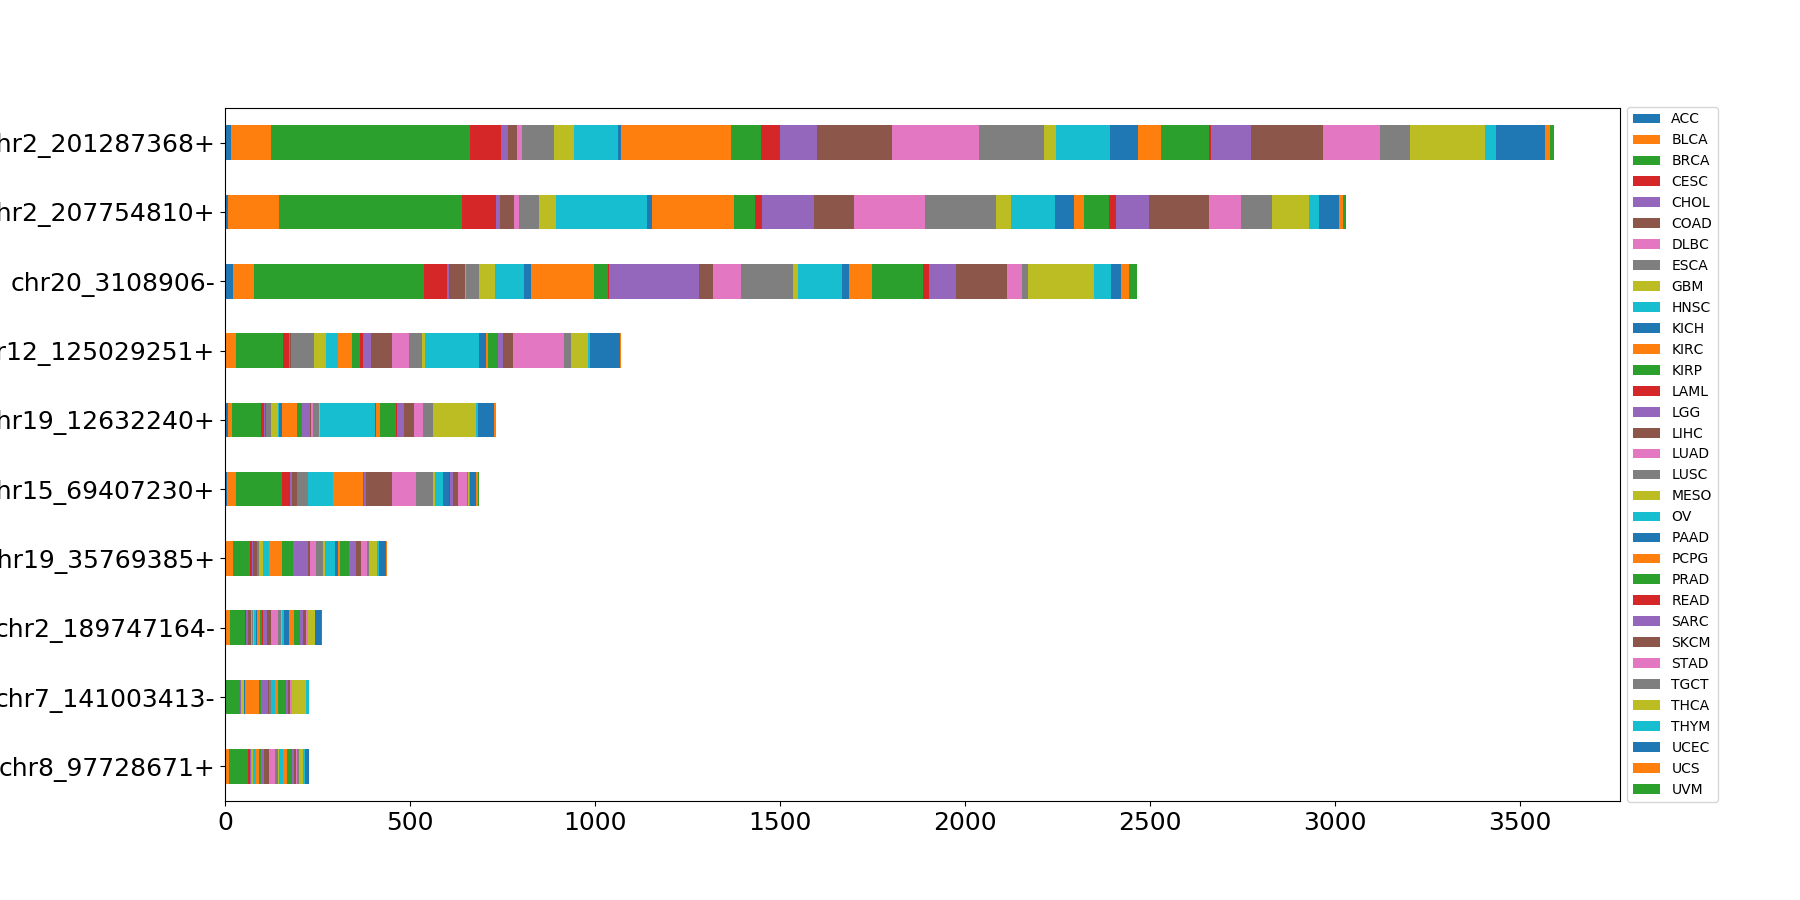 hr2_201287368+
hr2_207754810+
chr20_3108906-
r12_125029251+
hr19_12632240+
hr15_69407230+
hr19_35769385+
chr2_189747164-
chr7_141003413-
chr8_97728671+
0 500 1000 1500 2000 2500 3000 3500
ACC
BLCA
BRCA
CESC
CHOL
COAD
DLBC
ESCA
GBM
HNSC
KICH
KIRC
KIRP
LAML
LGG
LIHC
LUAD
LUSC
MESO
OV
PAAD
PCPG
PRAD
READ
SARC
SKCM
STAD
TGCT
THCA
THYM
UCEC
UCS
UVM